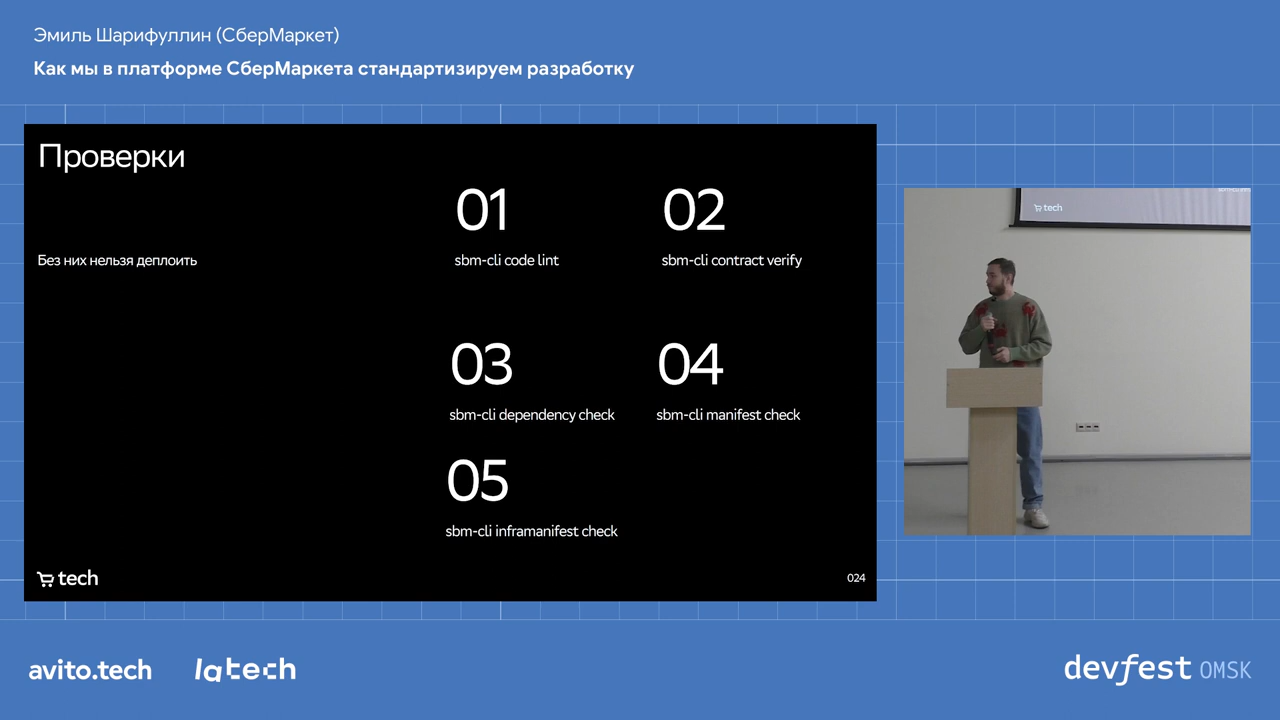 Эмиль Шарифуллин (СберМаркет)
Как мы в платформе СберМаркета стандартизируем разработку
Проверки
Без них нельзя деплоить
01
sbm-cli code lint
02
sbm-cli contract verify
03
sbm-cli dependency check
04
sbm-cli manifest check
05
sbm-cli inframanifest check
tech
024
tech
avito.tech
latech
devfest OMSK